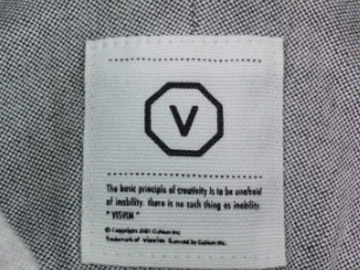 V
The basic principle of creativity is to be unafraid
of inability. there is no such thing as inability.
" VISVIM "
© Copyright 2001 Cubism Inc
Trademark of visvim licensed by Cubism Inc.